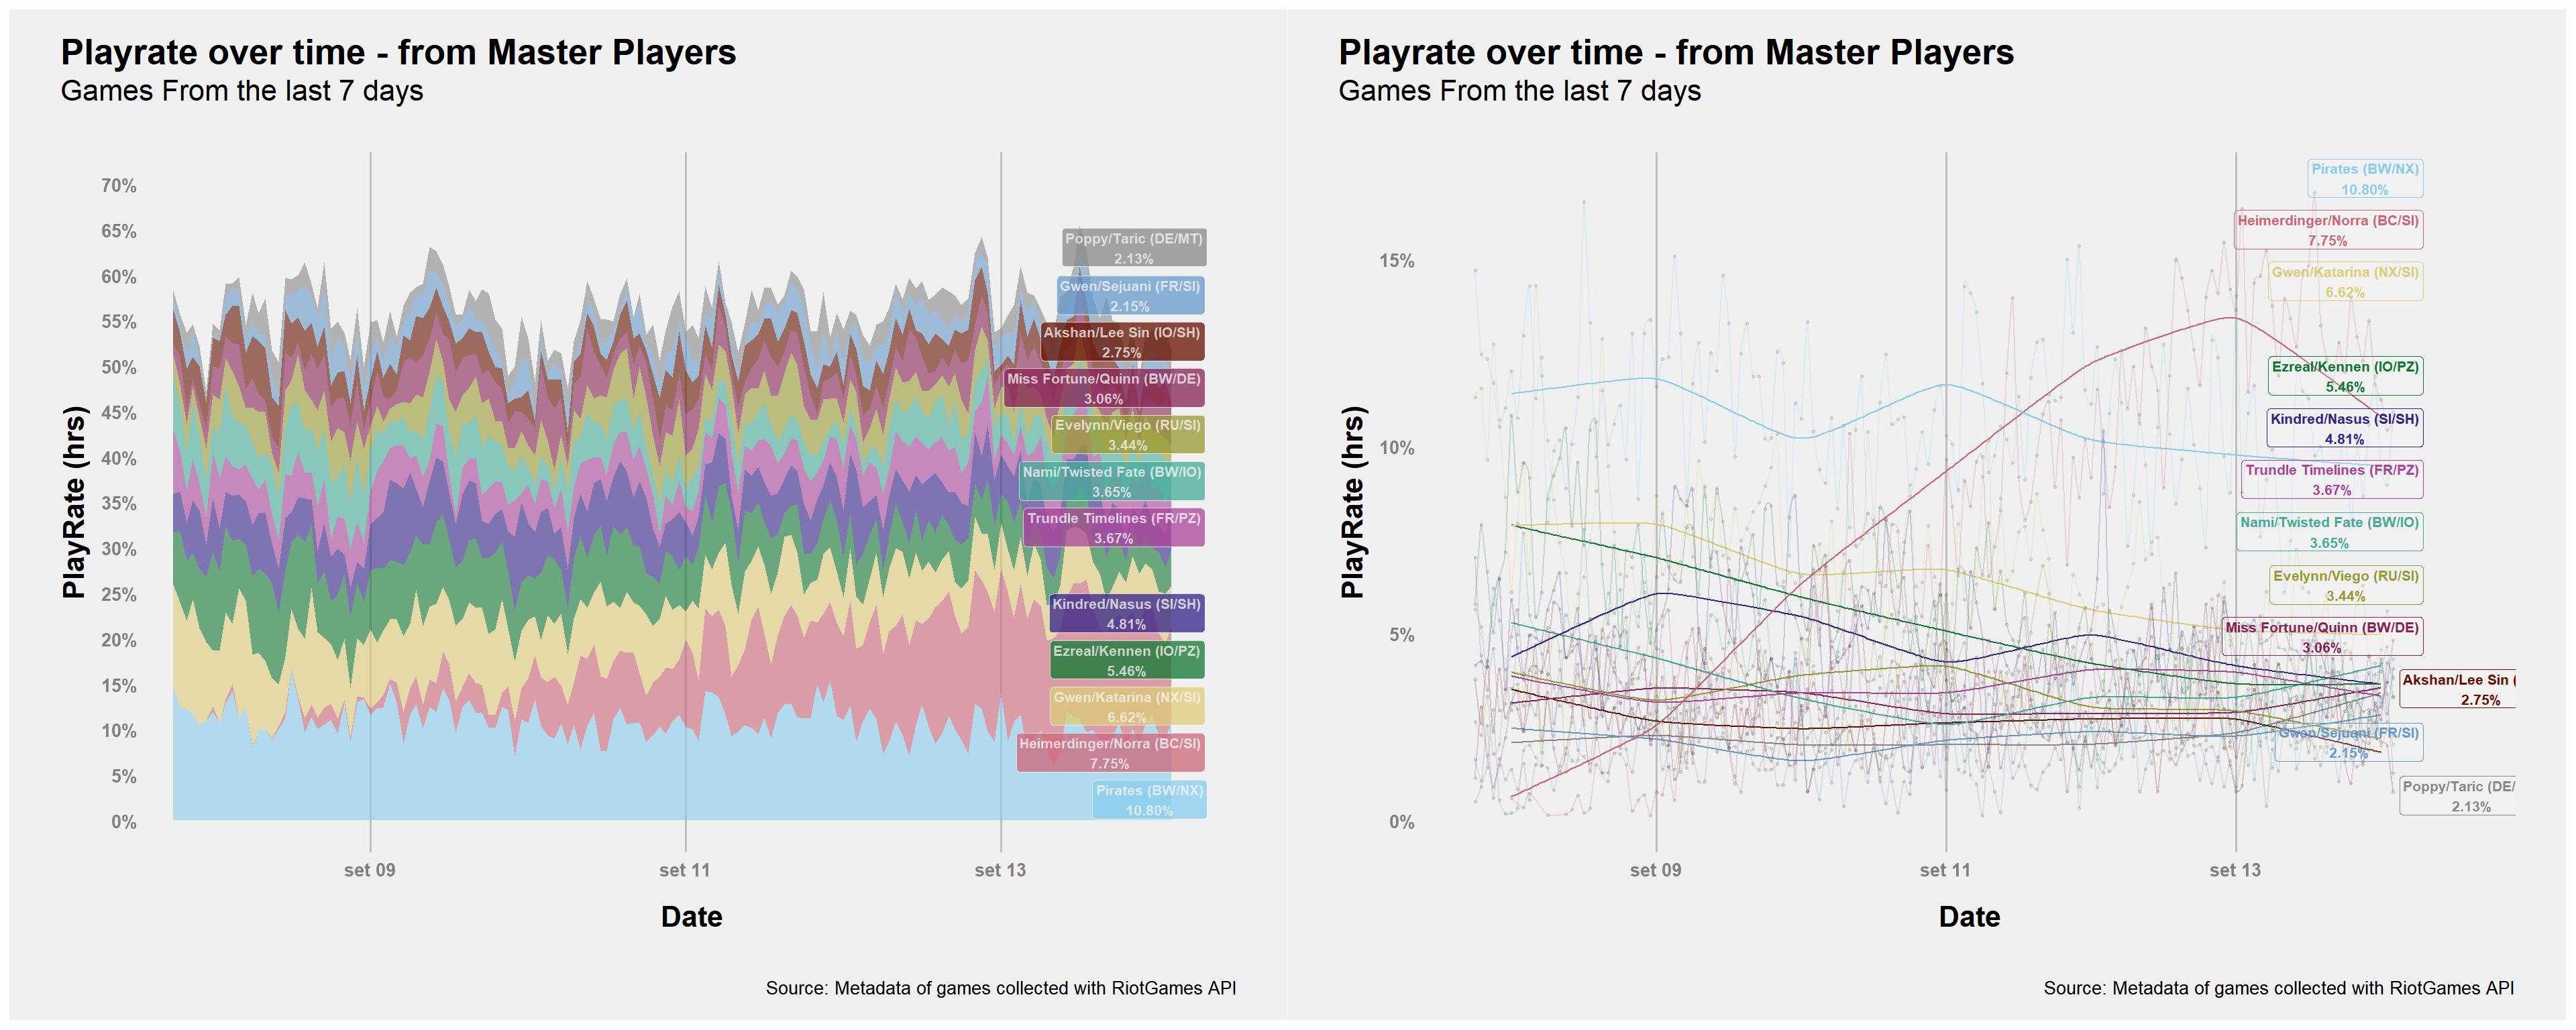 Playrate over time - from Master Players
Games From the last 7 days
PlayRate (hrs)
70%
65%
60%
55%
50%
45%
40%
35%
30%
25%
20%
15%
10%
5%
0%
Poppy/Taric (DE/MT)
2.13%
Gwen/Sejuani (FR/SI)
2.15%
Akshan/Lee Sin (IO/SH)
2.75%
Miss Fortune/Quinn (BW/DE)
3.06%
Evelynn/Viego (RU/SI)
3.44%
Nami/Twisted Fate (BW/IO)
3.65%
Trundle Timelines (FR/PZ)
3.67%
Kindred/Nasus (SI/SH)
4.81%
Ezreal/Kennen (IO/PZ)
5.46%
Gwen/Katarina (NX/SI)
6.62%
Heimerdinger/Norra (BC/SI)
7.75%
Pirates (BW/NX)
10.80%
set 09
set 11
set 13
Date
Source: Metadata of games collected with RiotGames API
Playrate over time - from Master Players
Games From the last 7 days
PlayRate (hrs)
15%
10%
5%
0%
Pirates (BW/NX)
10.80%
Heimerdinger/Norra (BC/SI)
7.75%
Gwen/Katarina (NX/SI)
6.62%
Ezreal/Kennen (IO/PZ)
5.46%
Kindred/Nasus (SI/SH)
4.81%
Trundle Timelines (FR/PZ)
3.67%
Nami/Twisted Fate (BW/IO)
3.65%
Evelynn/Viego (RU/SI)
3.44%
Miss Fortune/Quinn (BW/DE)
3.06%
Akshan/Lee Sin (
2.75%
Gwen/Sejuani (FR/SI)
2.15%
Poppy/Taric (DE/
2.13%
set 09
set 11
set 13
Date
Source: Metadata of games collected with RiotGames API